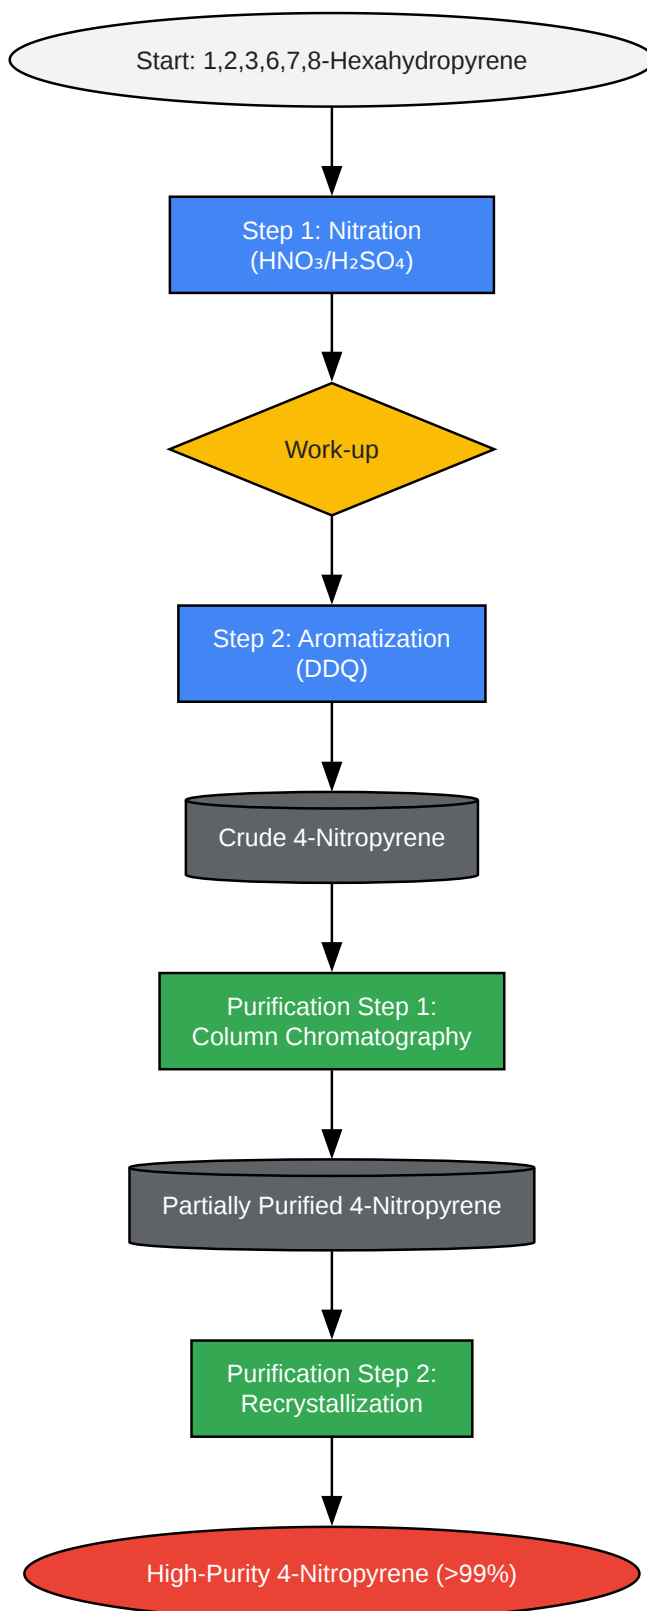 Start: 1,2,3,6,7,8-Hexahydropyrene
Step 1: Nitration
(HNO₃/H₂SO₄)
Work-up
Step 2: Aromatization
(DDQ)
Crude 4-Nitropyrene
Purification Step 1:
Column Chromatography
Partially Purified 4-Nitropyrene
Purification Step 2:
Recrystallization
High-Purity 4-Nitropyrene (>99%)